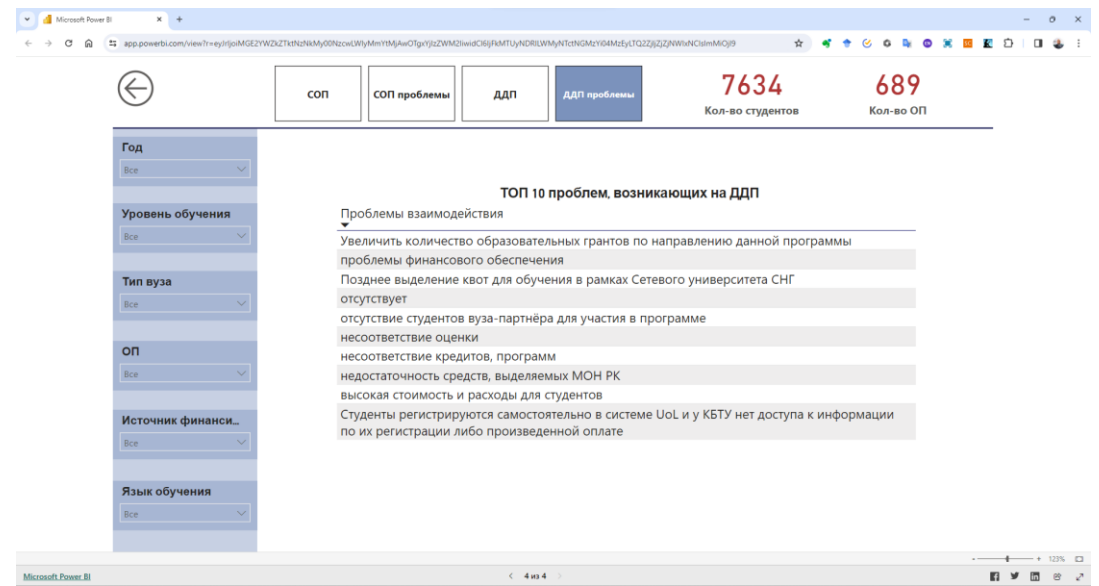 Microsoft Power BI
СОП
СОП проблемы
ДДП
ДДП проблемы
7634
Кол-во студентов
689
Кол-во ОП
Год
Все
Уровень обучения
Все
Тип вуза
Все
ОП
Все
Источник финанси...
Все
Язык обучения
Все
ТОП 10 проблем, возникающих на ДДП
Проблемы взаимодействия
Увеличить количество образовательных грантов по направлению данной программы
проблемы финансового обеспечения
Позднее выделение квот для обучения в рамках Сетевого университета СНГ
отсутствует
отсутствие студентов вуза-партнёра для участия в программе
несоответствие оценки
несоответствие кредитов, программ
недостаточность средств, выделяемых МОН РК
высокая стоимость и расходы для студентов
Студенты регистрируются самостоятельно в системе UoL и у КБТУ нет доступа к информации
по их регистрации либо произведенной оплате
123%
Microsoft Power BI
4 из 4